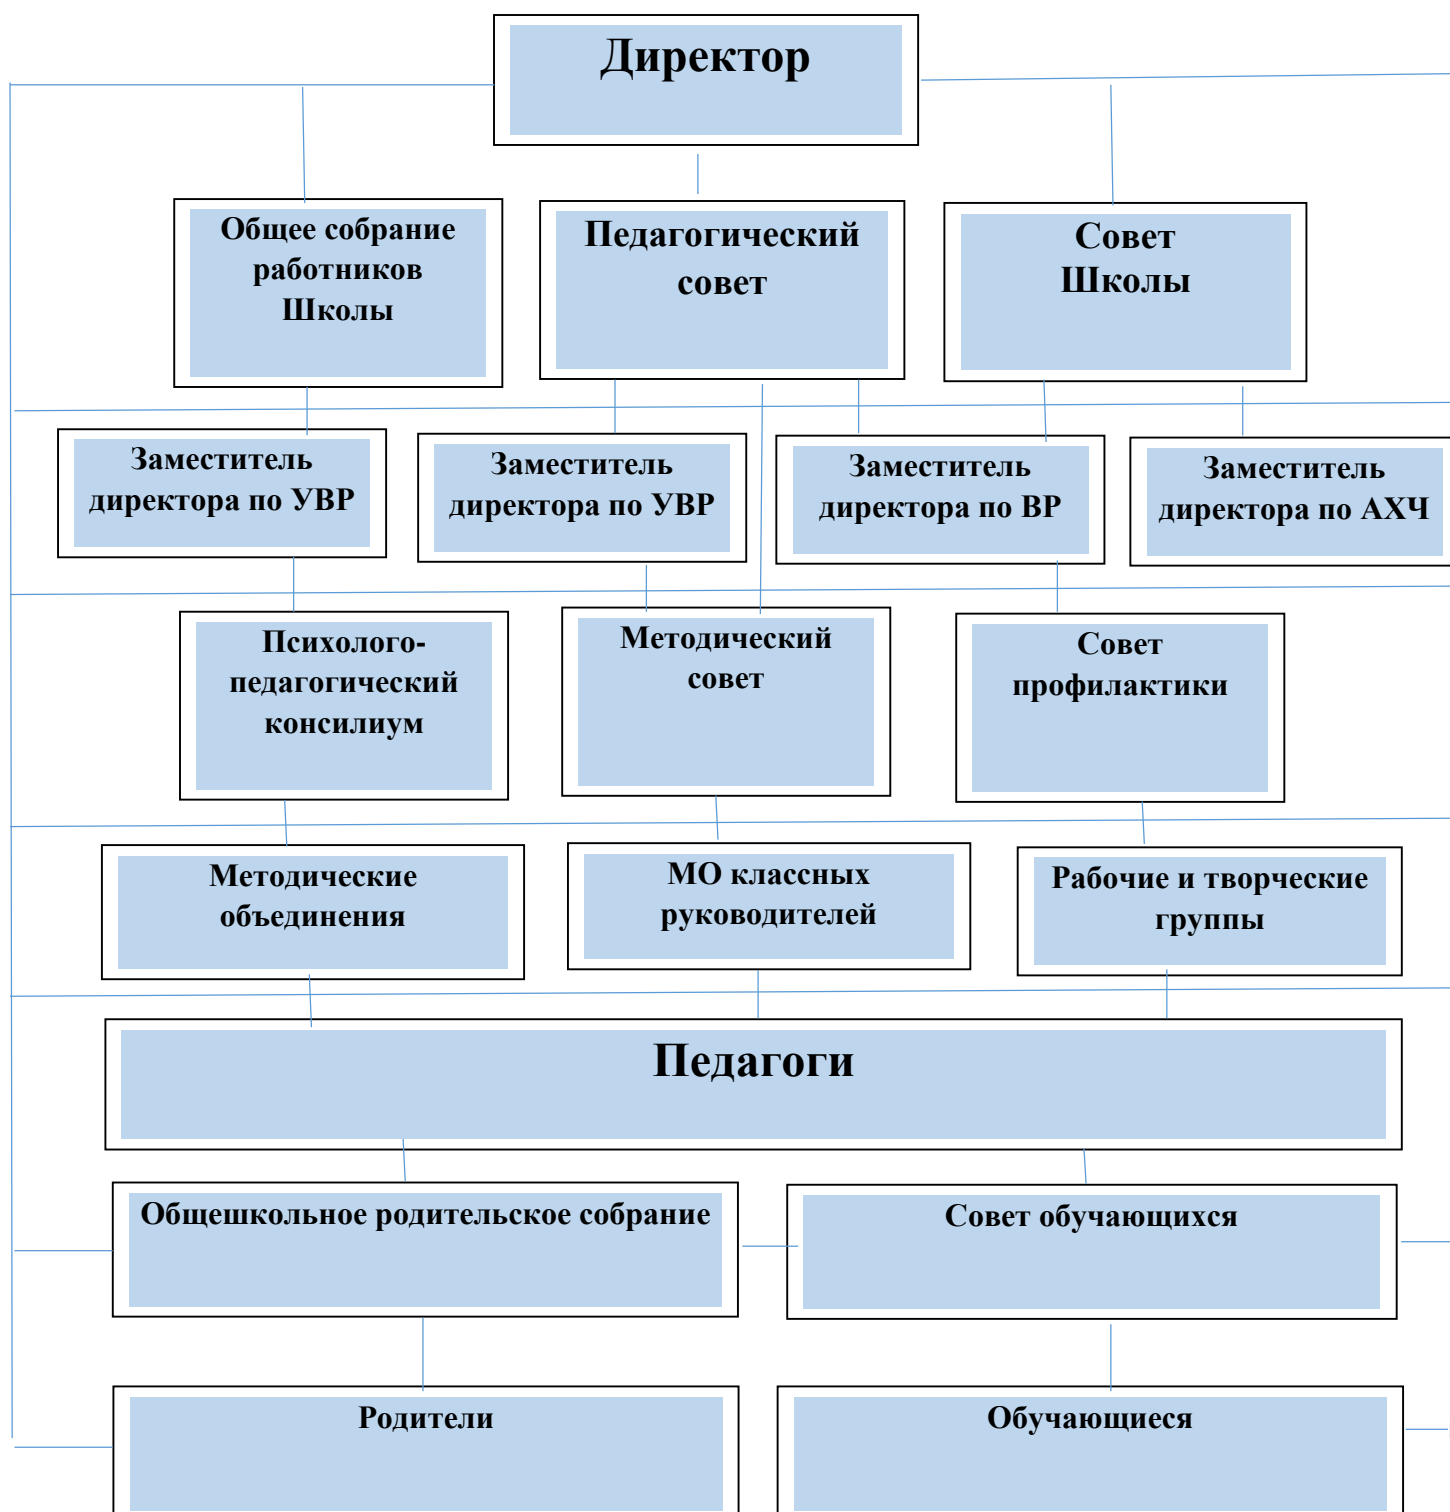 Директор
Общее собрание
работников
Школы
Педагогический
совет
Совет
Школы
Заместитель
директора по УВР
Заместитель
директора по УВР
Заместитель
директора по ВР
Заместитель
директора по АХЧ
Психолого-
педагогический
консилиум
Методический
совет
Совет
профилактики
Методические
объединения
МО классных
руководителей
Рабочие и творческие
группы
Педагоги
Общешкольное родительское собрание
Совет обучающихся
Родители
Обучающиеся